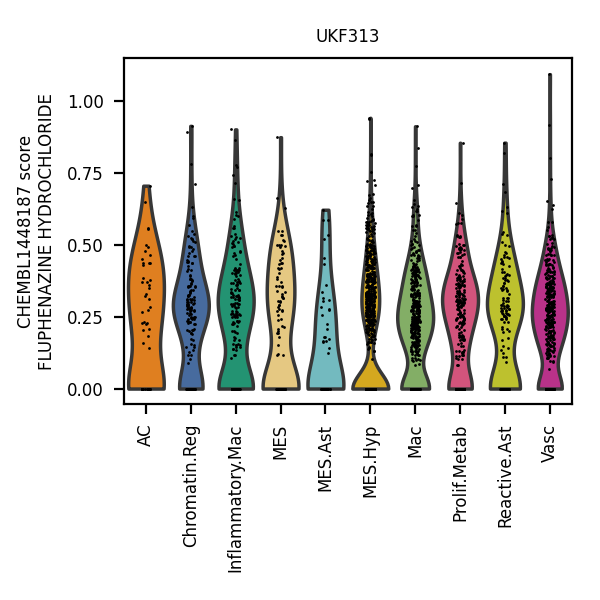 UKF313
CHEMBL1448187 score
FLUPHENAZINE HYDROCHLORIDE
1.00
0.75
0.50
0.25
0.00
AC
Chromatin.Reg
Inflammatory.Mac
MES
MES.Ast
MES.Hyp
Mac
Prolif.Metab
Reactive.Ast
Vasc